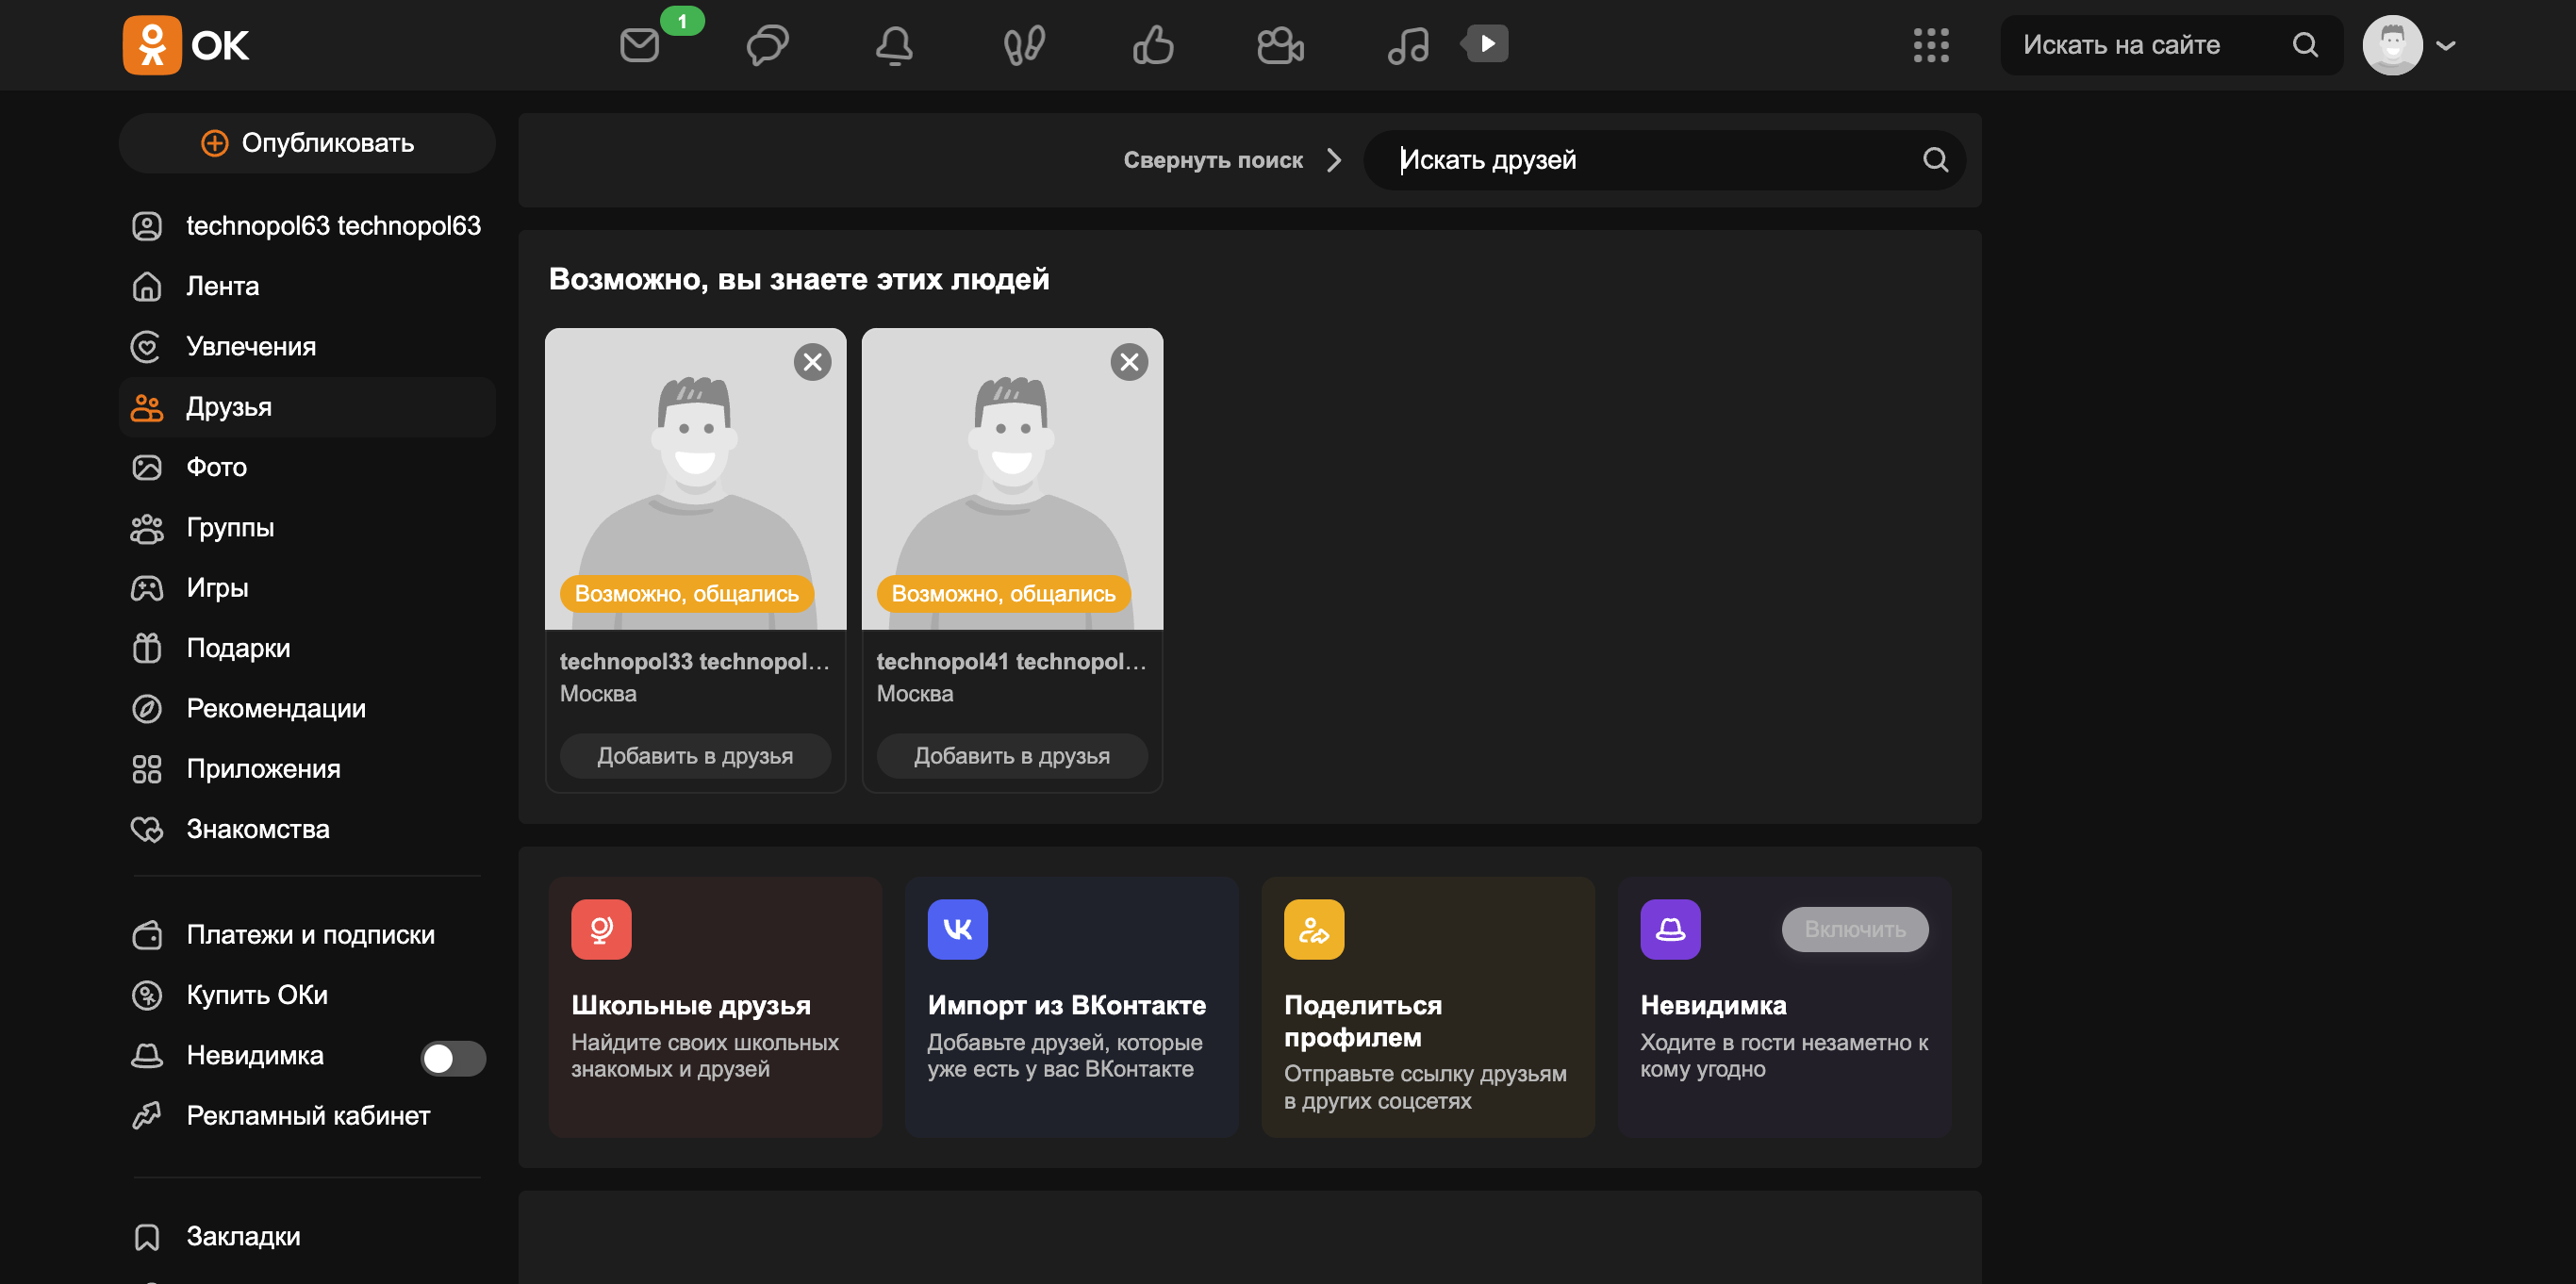 OK
1
Искать на сайте
Опубликовать
technopol63 technopol63
Лента
Увлечения
Друзья
Фото
Группы
Игры
Подарки
Рекомендации
Приложения
Знакомства
Платежи и подписки
Купить ОКи
Невидимка
Рекламный кабинет
Закладки
Свернуть поиск
Искать друзей
Возможно, вы знаете этих людей
Возможно, общались
technopol33 technopol...
Москва
Добавить в друзья
Возможно, общались
technopol41 technopol...
Москва
Добавить в друзья
Школьные друзья
Найдите своих школьных
знакомых и друзей
Импорт из ВКонтакте
Добавьте друзей, которые
уже есть у вас ВКонтакте
Поделиться
профилем
Отправьте ссылку друзьям
в других соцсетях
Включить
Невидимка
Ходите в гости незаметно к
кому угодно